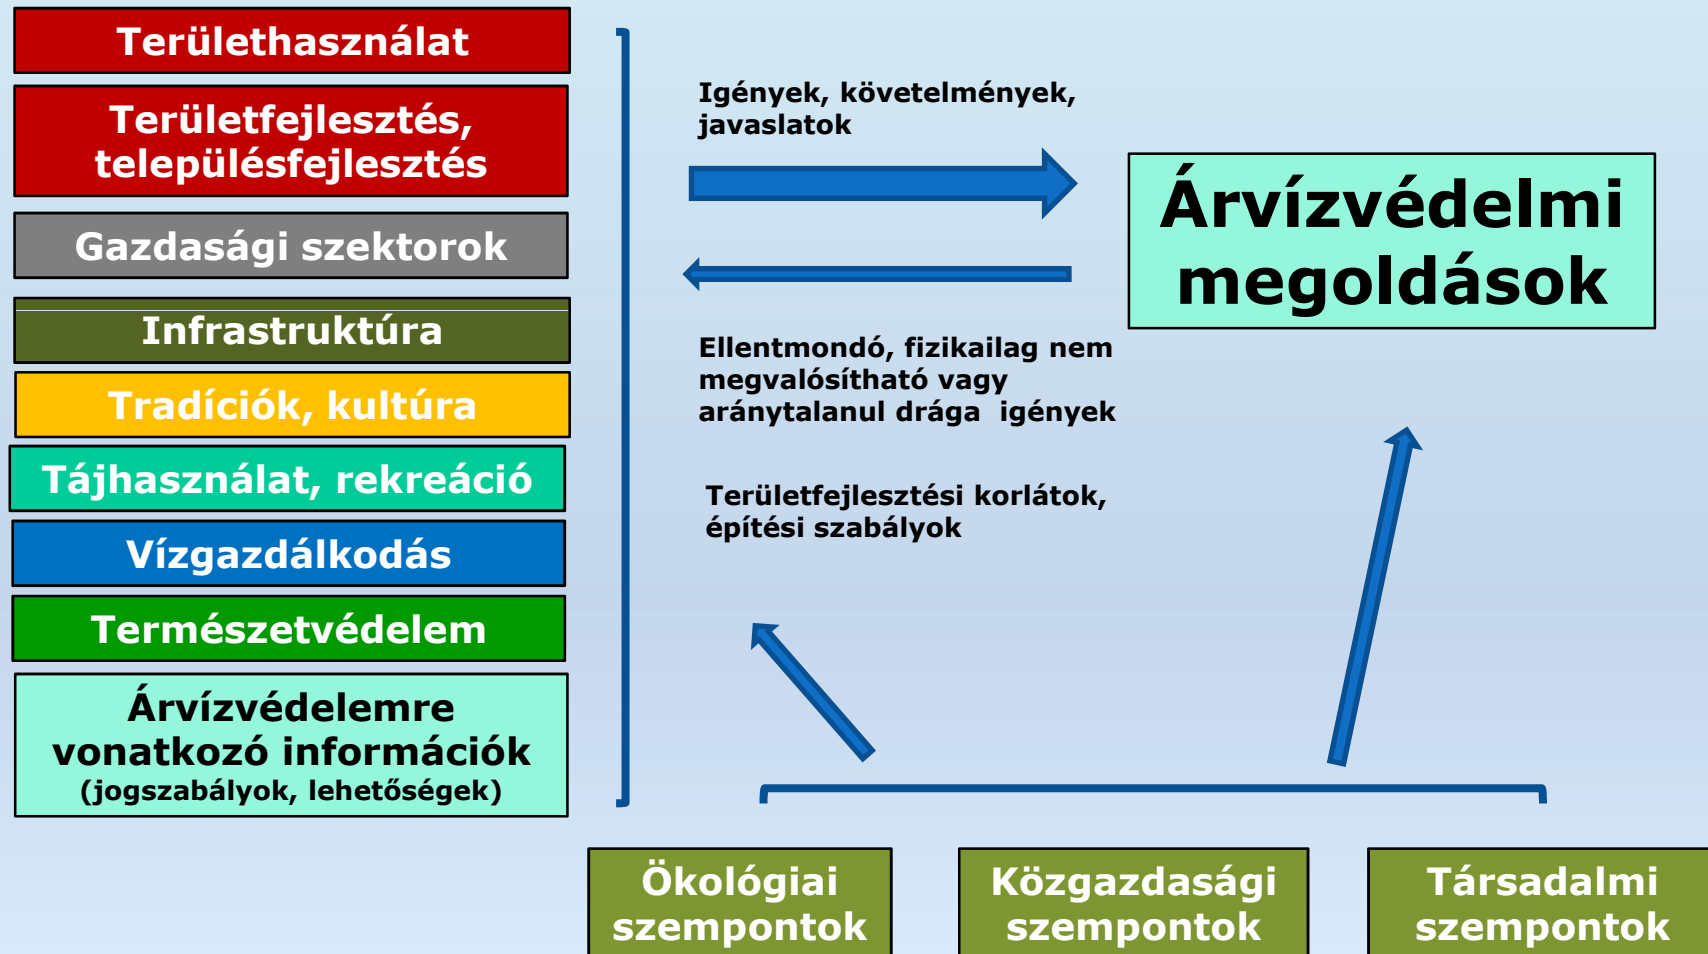 Területhasználat
Területfejlesztés,
településfejlesztés
Gazdasági szektorok
Infrastruktúra
Tradíciók, kultúra
Tájhasználat, rekreáció
Vízgazdálkodás
Természetvédelem
Árvízvédelemre
vonatkozó információk
(jogszabályok, lehetőségek)
Igények, követelmények,
javaslatok
Ellentmondó, fizikailag nem
megvalósítható vagy
aránytalanul drága igények
Területfejlesztési korlátok,
építési szabályok
Árvízvédelmi
megoldások
Ökológiai
szempontok
Közgazdasági
szempontok
Társadalmi
szempontok